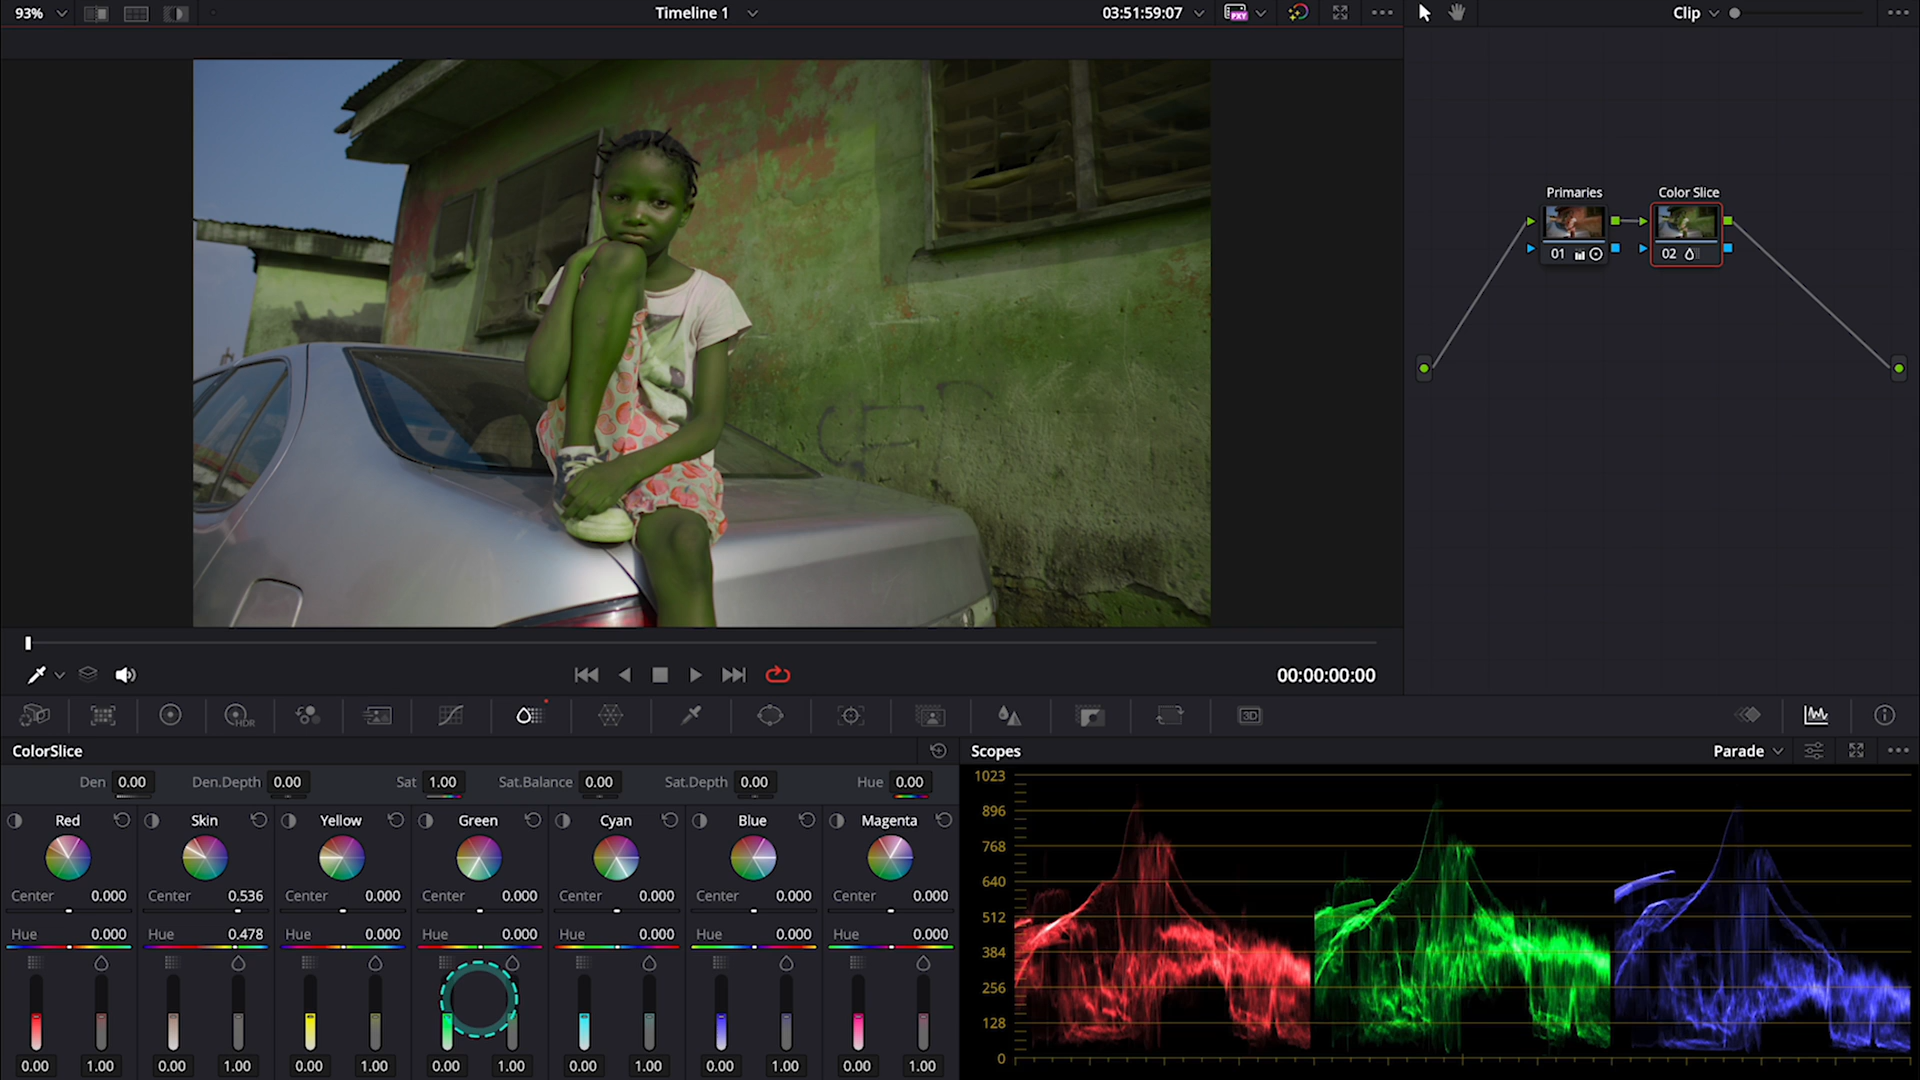 93%
Timeline 1
03:51:59:07
PXY
Clip
Primaries
Color Slice
01
02
00:00:00:00
HDR
3D
ColorSlice
Scopes
Parade
Den 0.00
Den.Depth 0.00
Sat 1.00
Sat.Balance 0.00
Sat.Depth 0.00
Hue 0.00
Red Skin Yellow Green Cyan Blue Magenta
Center 0.000 Center 0.536 Center 0.000 Center 0.000 Center 0.000 Center 0.000 Center 0.000
Hue 0.000 Hue 0.478 Hue 0.000 Hue 0.000 Hue 0.000 Hue 0.000 Hue 0.000
0.00 1.00 0.00 1.00 0.00 1.00 0.00 1.00 0.00 1.00 0.00 1.00 0.00 1.00
1023
896
768
640
512
384
256
128
0